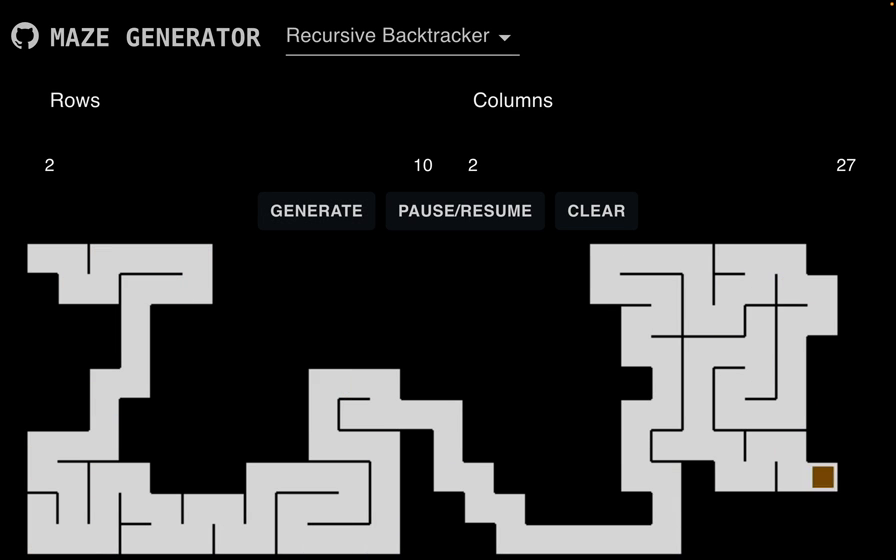 MAZE GENERATOR Recursive Backtracker
Rows Columns
2 10 2 27
GENERATE PAUSE/RESUME CLEAR